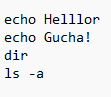 echo Helllor
echo Gucha!
dir
ls -a